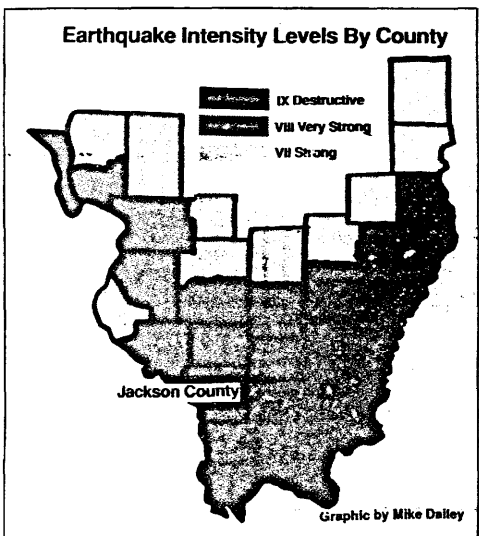 Earthquake Intensity Levels By County
IX Destructive
VIII Very Strong
VII Strong
Jackson County
Graphic by Mike Dailey